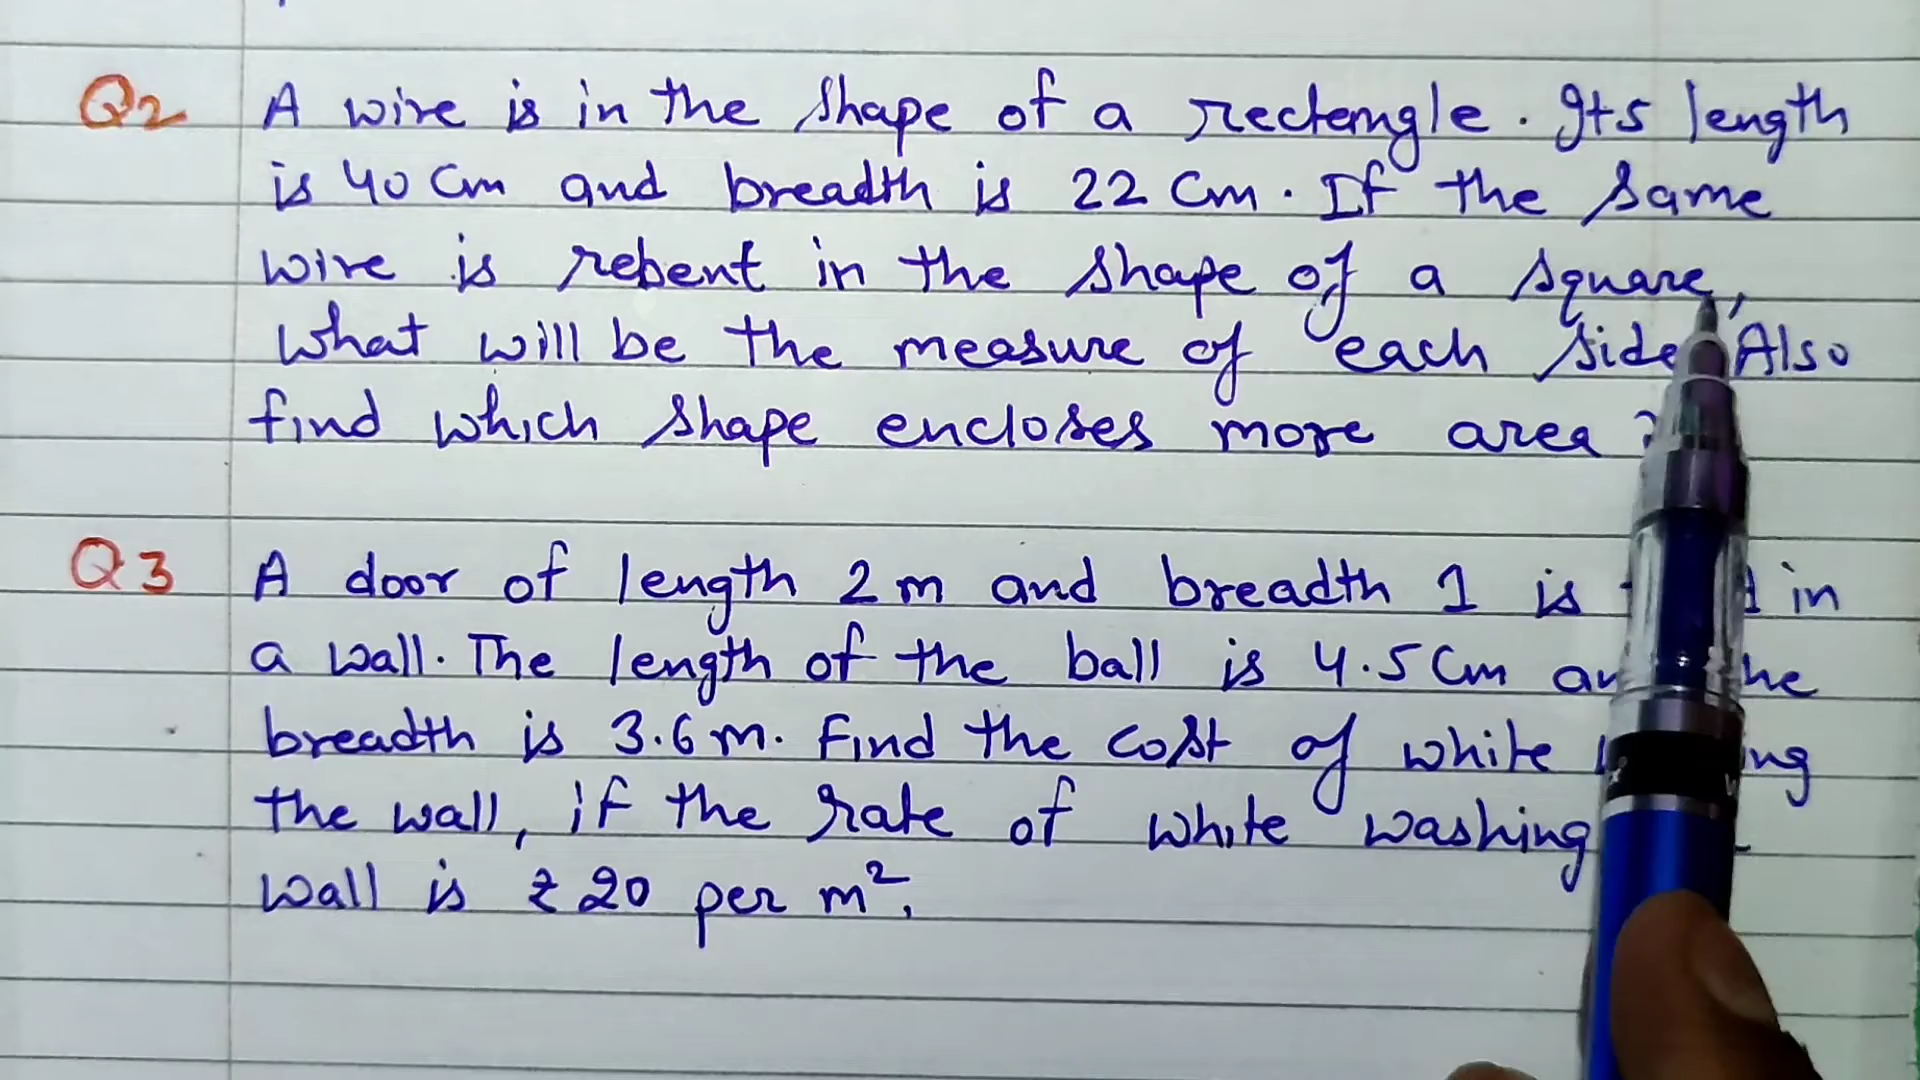 Q2 A wire is in the shape of a rectemgle. Its length
is 40 cm and breadth is 22 cm. If the same
wire is rebent in the shape of a square,
What will be the measure of each side Also
find which shape encloses more area ?
Q3 A door of length 2 m and breadth 1 is in
a wall. The length of the ball is 4.5 cm
breadth is 3.6 m. Find the cost of white
the wall, if the rate of white washing
wall is ₹ 20 per m².